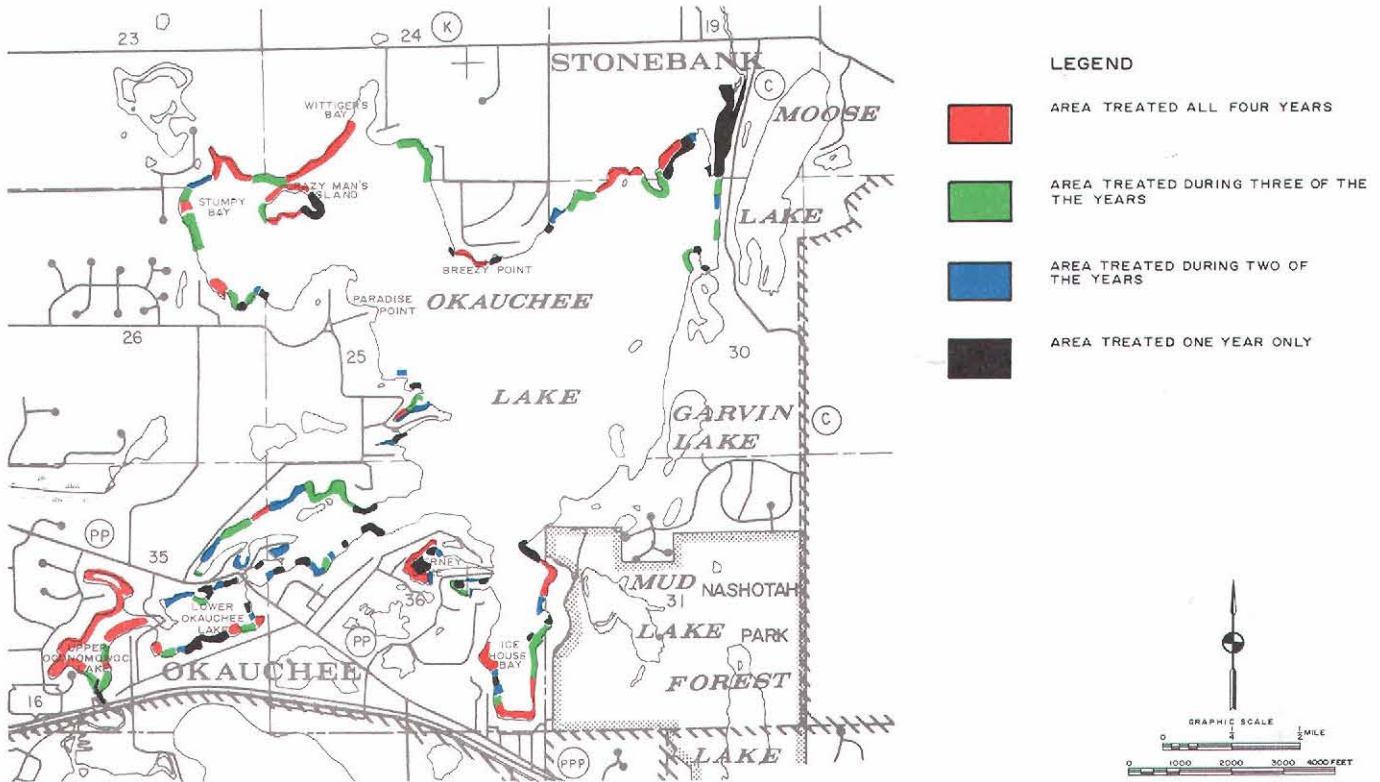 23
24
K
19
STONEBANK
C
WITTIGERS
BAY
MOOSE
RAZY MAN'S
ISLAND
STUMPY
BAY
LAKE
BREEZY POINT
PARADISE
POINT
OKAUCHEE
26
25
30
LAKE
GARVIN
LAKE
C
PP
35
LOWER
OKAUCHEE
LAKE
36
MUD
NASHOTAH
31
LAKE
PARK
PP
ICE
HOUSE
BAY
UPPER
LAKE
OKAUCHEE
FOREST
16
PPP
LAKE
LEGEND
AREA TREATED ALL FOUR YEARS
AREA TREATED DURING THREE OF THE
THE YEARS
AREA TREATED DURING TWO OF
THE YEARS
AREA TREATED ONE YEAR ONLY
GRAPHIC SCALE
0 4 2 MILE
0 1000 2000 3000 4000 FEET